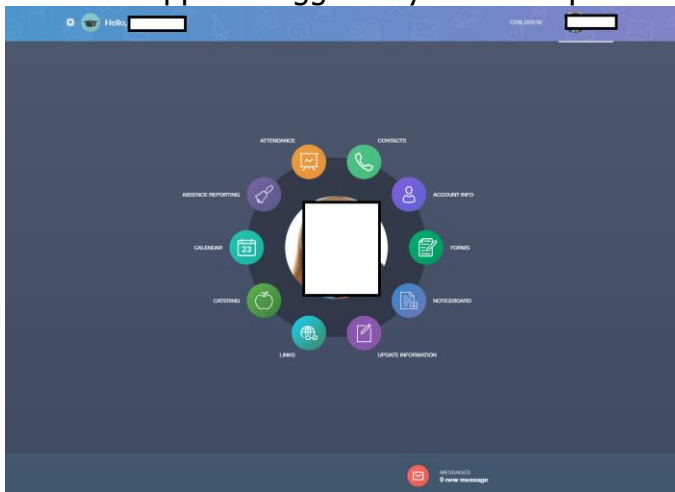 Hello,
CHILDREN:
ATTENDANCE
CONTACTS
ABSENCE REPORTING
ACCOUNT INFO
CALENDAR
23
FORMS
CATERING
NOTICEBOARD
LINKS
UPDATE INFORMATION
MESSAGES
0 new message